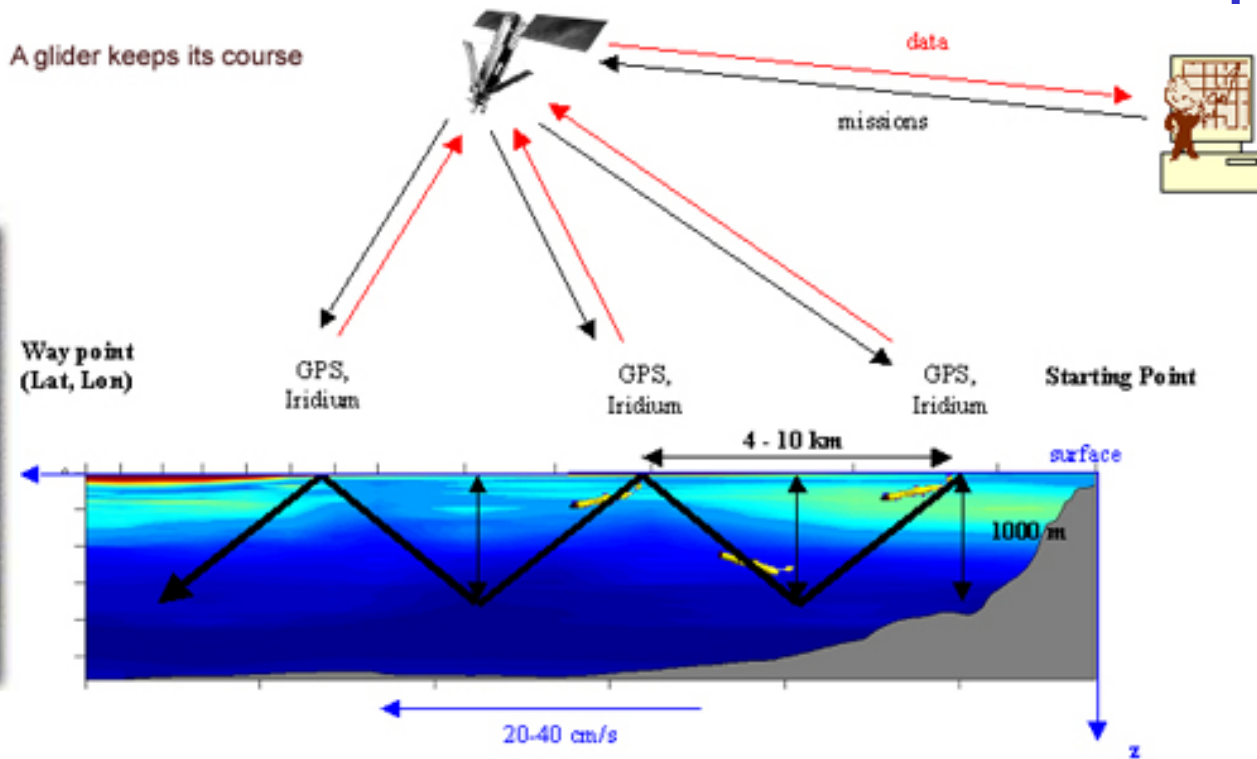 A glider keeps its course
data
missions
Way point
(Lat, Lon)
GPS,
Iridium
GPS,
Iridium
GPS,
Iridium
Starting Point
4 - 10 km
surface
1000 m
20-40 cm/s
z